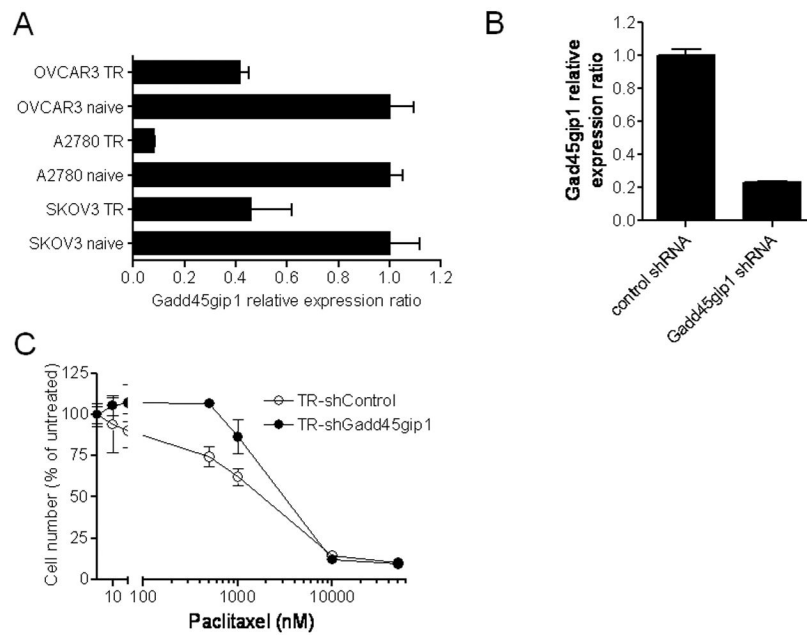 A
OVCAR3 TR
OVCAR3 naive
A2780 TR
A2780 naive
SKOV3 TR
SKOV3 naive
0.0 0.2 0.4 0.6 0.8 1.0 1.2
Gadd45gip1 relative expression ratio
B
Gad45gip1 relative
expression ratio
1.2
1.0
0.8
0.6
0.4
0.2
0.0
control shRNA
Gadd45gip1 shRNA
C
Cell number (% of untreated)
125
100
75
50
25
0
TR-shControl
TR-shGadd45gip1
10 100 1000 10000
Paclitaxel (nM)